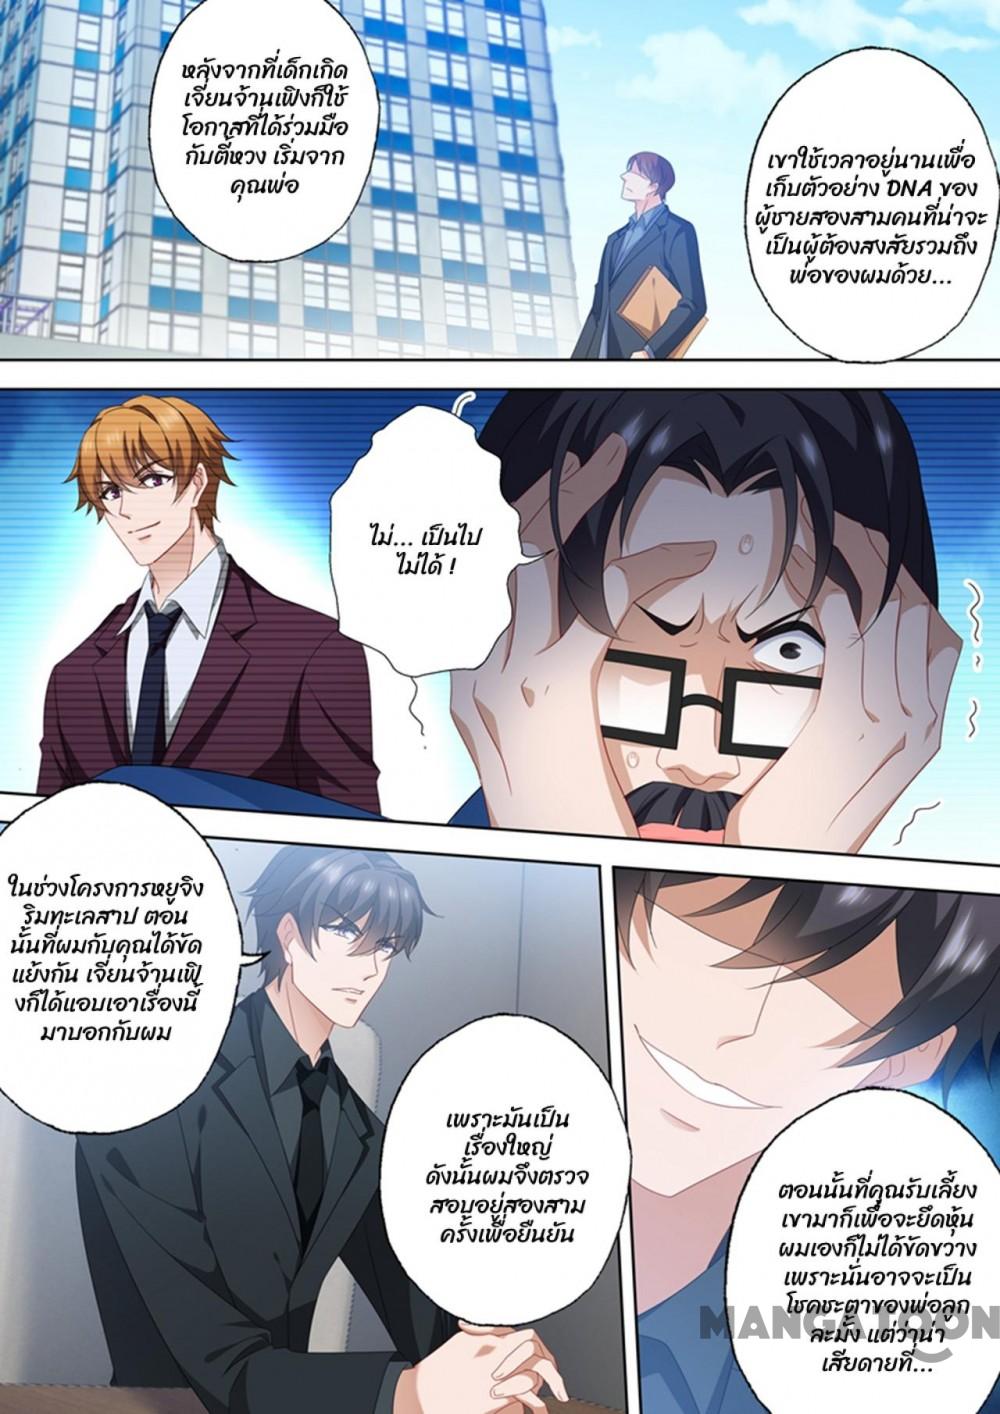 หลังจากที่เด็กเกิด
เจี่ยนจ้านเฟิงก็ใช้
โอกาสที่ได้ร่วมมือ
กับตี้หวง เริ่มจาก
คุณพ่อ
เขาใช้เวลาอยู่นานเพื่อ
เก็บตัวอย่าง DNA ของ
ผู้ชายสองสามคนที่น่าจะ
เป็นผู้ต้องสงสัยรวมถึง
พ่อของผมด้วย...
ไม่... เป็นไป
ไม่ได้ !
ในช่วงโครงการหยูจิง
ริมทะเลสาป ตอน
นั้นที่ผมกับคุณได้ขัด
แย้งกัน เจี่ยนจ้านเฟิ
งก็ได้แอบเอาเรื่องนี้
มาบอกกับผม
เพราะมันเป็น
เรื่องใหญ่
ดังนั้นผมจึงตรวจ
สอบอยู่สองสาม
ครั้งเพื่อยืนยัน
ตอนนั้นที่คุณรับเลี้ยง
เขามาก็เพื่อจะยึดหุ้น
ผมเองก็ไม่ได้ขัดขวาง
เพราะนั่นอาจจะเป็น
โชคชะตาของพ่อลูก
ละมั้ง แต่ว่าน่า
เสียดายที่...
MANGATOON